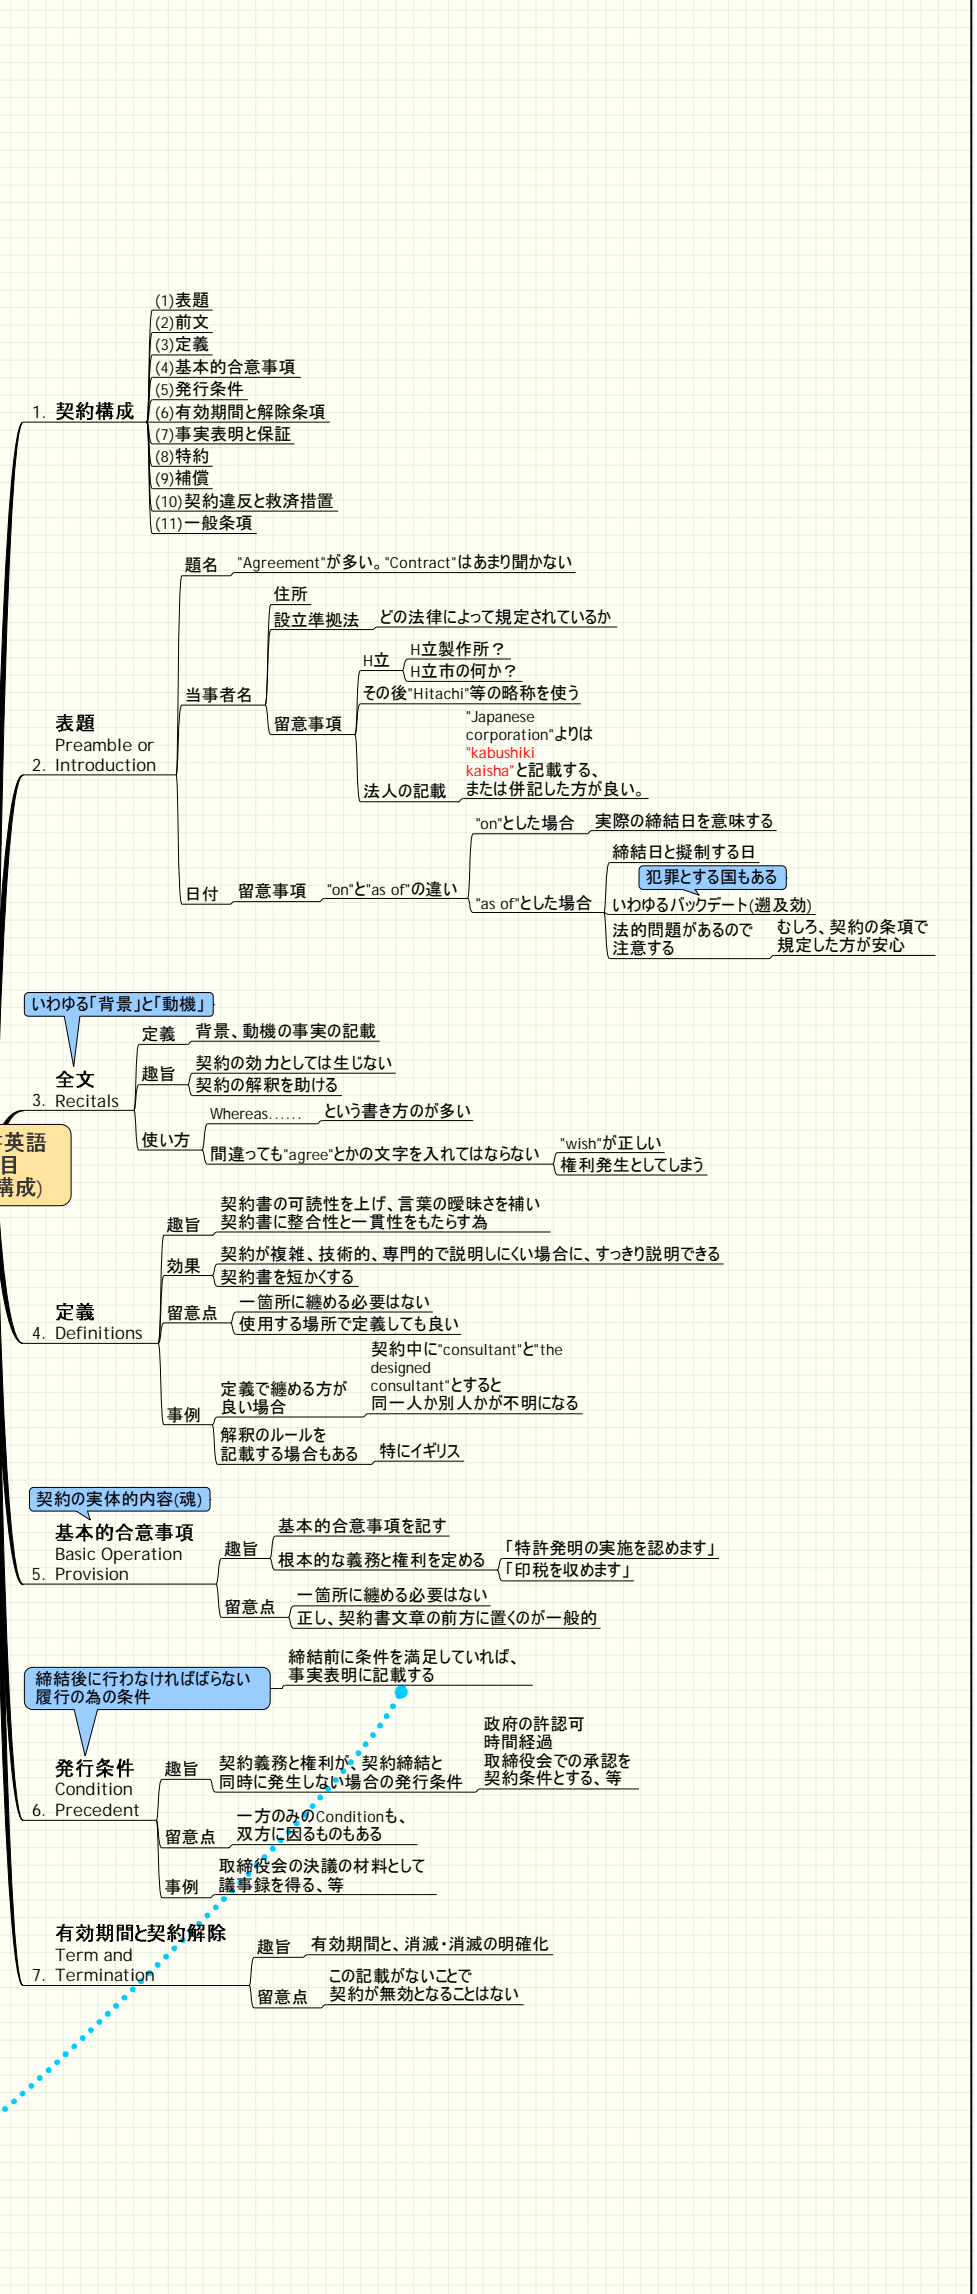 (1)表題
(2)前文
(3)定義
(4)基本的合意事項
(5)発行条件
1. 契約構成
(6)有効期間と解除条項
(7)事実表明と保証
(8)特約
(9)補償
(10)契約違反と救済措置
(11)一般条項
表題
Preamble or
2. Introduction
題名
"Agreement"が多い。"Contract"はあまり聞かない
当事者名
住所
設立準拠法
どの法律によって規定されているか
留意事項
H立
H立製作所？
H立市の何か？
その後"Hitachi"等の略称を使う
法人の記載
"Japanese
corporation"よりは
"kabushiki
kaisha"と記載する、
または併記した方が良い。
日付
留意事項
"on"と"as of"の違い
"on"とした場合
実際の締結日を意味する
"as of"とした場合
締結日と擬制する日
犯罪とする国もある
いわゆるバックデート(遡及効)
法的問題があるので
注意する
むしろ、契約の条項で
規定した方が安心
いわゆる「背景」と「動機」
全文
3. Recitals
定義
背景、動機の事実の記載
趣旨
契約の効力としては生じない
契約の解釈を助ける
使い方
Whereas......
という書き方のが多い
間違っても"agree"とかの文字を入れてはならない
"wish"が正しい
権利発生としてしまう
英語
目
構成)
定義
4. Definitions
趣旨
契約書の可読性を上げ、言葉の曖昧さを補い
契約書に整合性と一貫性をもたらす為
効果
契約が複雑、技術的、専門的で説明しにくい場合に、すっきり説明できる
契約書を短かくする
留意点
一箇所に纏める必要はない
使用する場所で定義しても良い
事例
定義で纏める方が
良い場合
契約中に"consultant"と"the
designed
consultant"とすると
同一人か別人かが不明になる
解釈のルールを
記載する場合もある
特にイギリス
契約の実体的内容(魂)
基本的合意事項
Basic Operation
5. Provision
趣旨
基本的合意事項を記す
根本的な義務と権利を定める
「特許発明の実施を認めます」
「印税を収めます」
留意点
一箇所に纏める必要はない
正し、契約書文章の前方に置くのが一般的
締結後に行わなければばらない
履行の為の条件
締結前に条件を満足していれば、
事実表明に記載する
発行条件
Condition
6. Precedent
趣旨
契約義務と権利が、契約締結と
同時に発生しない場合の発行条件
政府の許認可
時間経過
取締役会での承認を
契約条件とする、等
留意点
一方のみのConditionも、
双方に因るものもある
事例
取締役会の決議の材料として
議事録を得る、等
有効期間と契約解除
Term and
7. Termination
趣旨
有効期間と、消滅・消滅の明確化
留意点
この記載がないことで
契約が無効となることはない